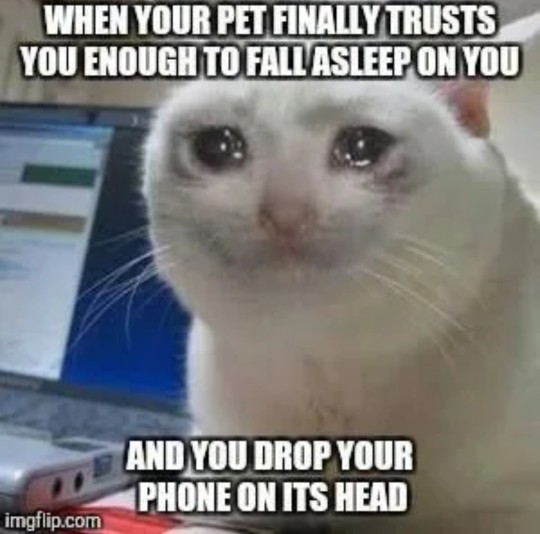 WHEN YOUR PET FINALLY TRUSTS
YOU ENOUGH TO FALL ASLEEP ON YOU
AND YOU DROP YOUR
PHONE ON ITS HEAD
imgflip.com